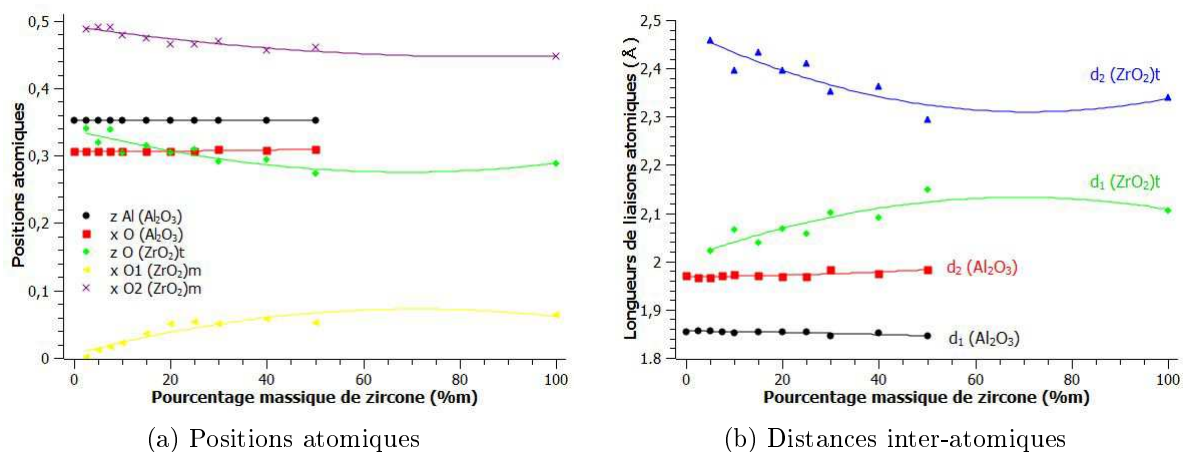 Positions atomiques
0,5
0,4
0,3
0,2
0,1
0
z Al (Al₂O₃)
x O (Al₂O₃)
z O (ZrO₂)t
x O1 (ZrO₂)m
x O2 (ZrO₂)m
0 20 40 60 80 100
Pourcentage massique de zircone (%m)
(a) Positions atomiques
Longueurs de liaisons atomiques ( Å )
2,5
2,4
2,3
2,2
2,1
2
1,9
1.8
d₂ (ZrO₂)t
d₁ (ZrO₂)t
d₂ (Al₂O₃)
d₁ (Al₂O₃)
0 20 40 60 80 100
Pourcentage massique de zircone (%m)
(b) Distances inter-atomiques